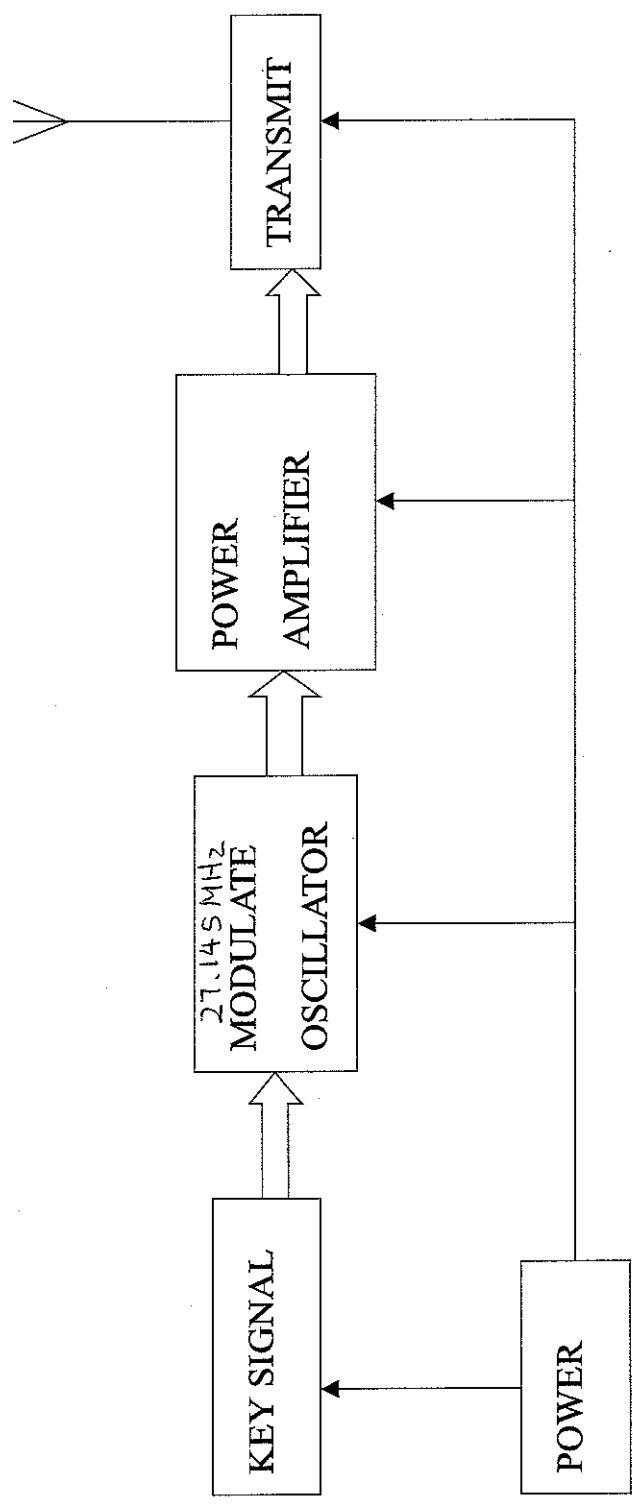 KEY SIGNAL
27.145 MHz
MODULATE
OSCILLATOR
POWER
AMPLIFIER
TRANSMIT
POWER